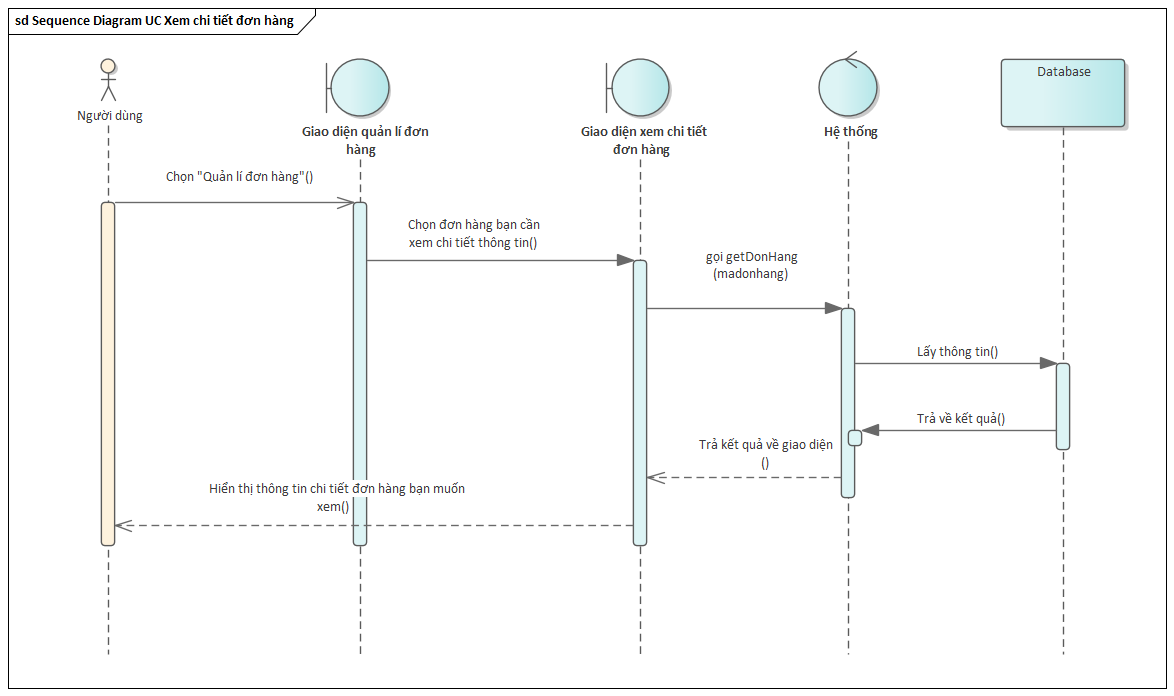 sd Sequence Diagram UC Xem chi tiết đơn hàng
Người dùng
Giao diện quản lí đơn
hàng
Giao diện xem chi tiết
đơn hàng
Hệ thống
Database
Chọn "Quản lí đơn hàng"()
Chọn đơn hàng bạn cần
xem chi tiết thông tin()
gọi getDonHang
(madonhang)
Lấy thông tin()
Trả về kết quả()
Trả kết quả về giao diện
()
Hiển thị thông tin chi tiết đơn hàng bạn muốn
xem()